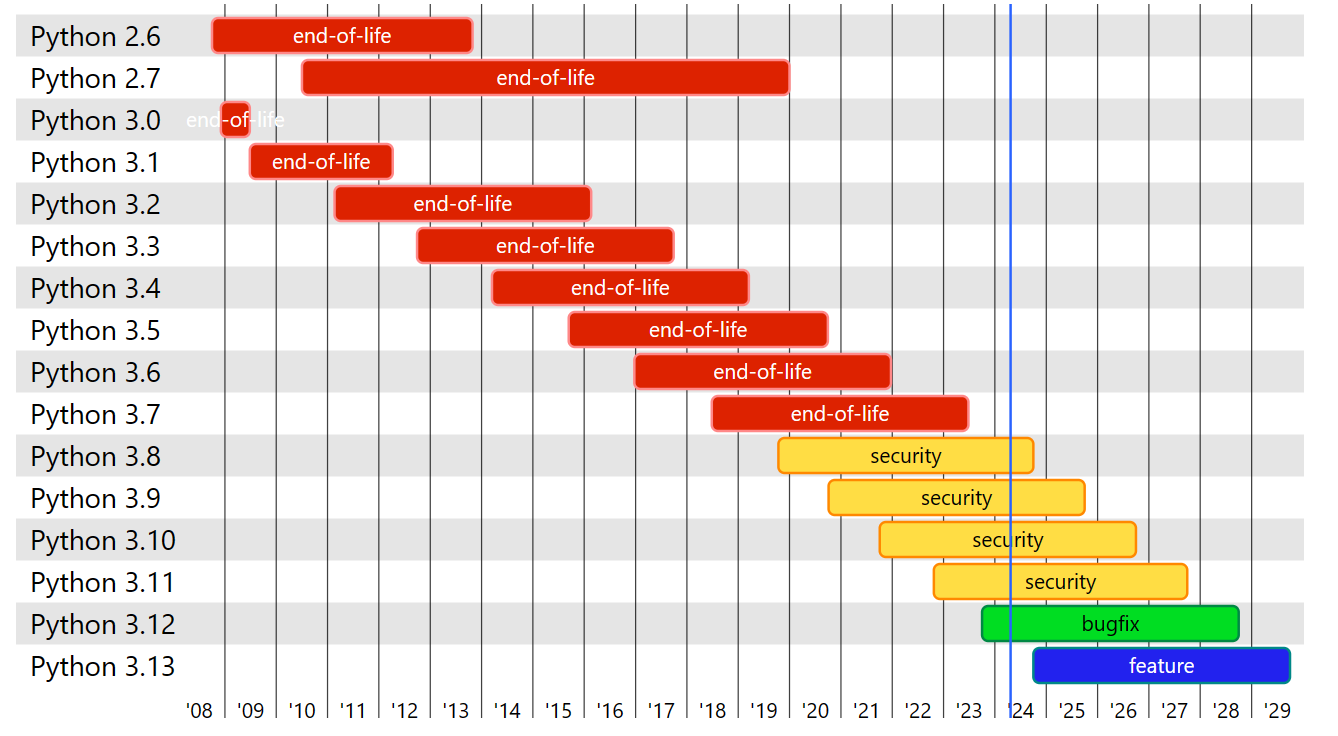 Python 2.6 end-of-life
Python 2.7 end-of-life
Python 3.0 end-of-life
Python 3.1 end-of-life
Python 3.2 end-of-life
Python 3.3 end-of-life
Python 3.4 end-of-life
Python 3.5 end-of-life
Python 3.6 end-of-life
Python 3.7 end-of-life
Python 3.8 security
Python 3.9 security
Python 3.10 security
Python 3.11 security
Python 3.12 bugfix
Python 3.13 feature
'08 '09 '10 '11 '12 '13 '14 '15 '16 '17 '18 '19 '20 '21 '22 '23 '24 '25 '26 '27 '28 '29